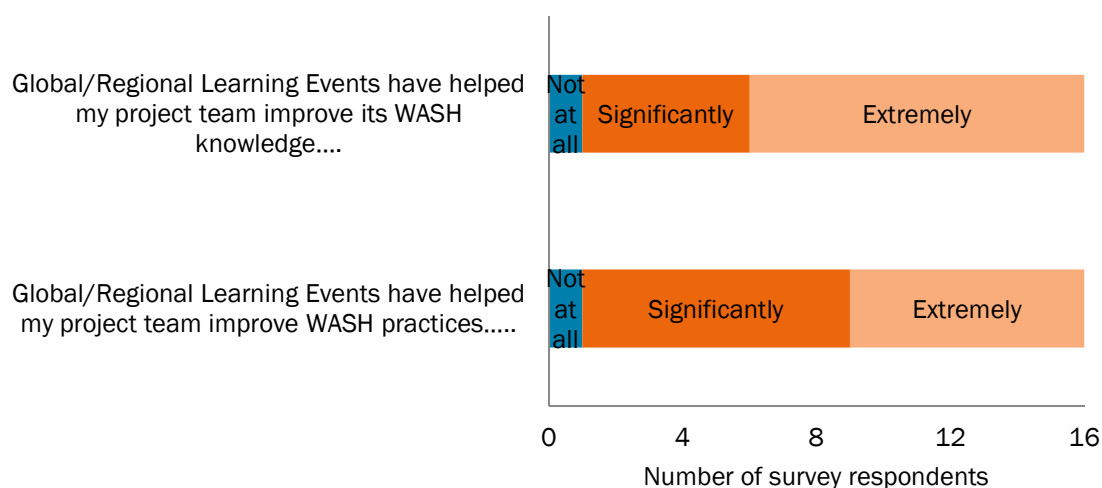 Global/Regional Learning Events have helped
my project team improve its WASH
knowledge....
Not
at
all
Significantly
Extremely
Global/Regional Learning Events have helped
my project team improve WASH practices.....
Not
at
all
Significantly
Extremely
0 4 8 12 16
Number of survey respondents